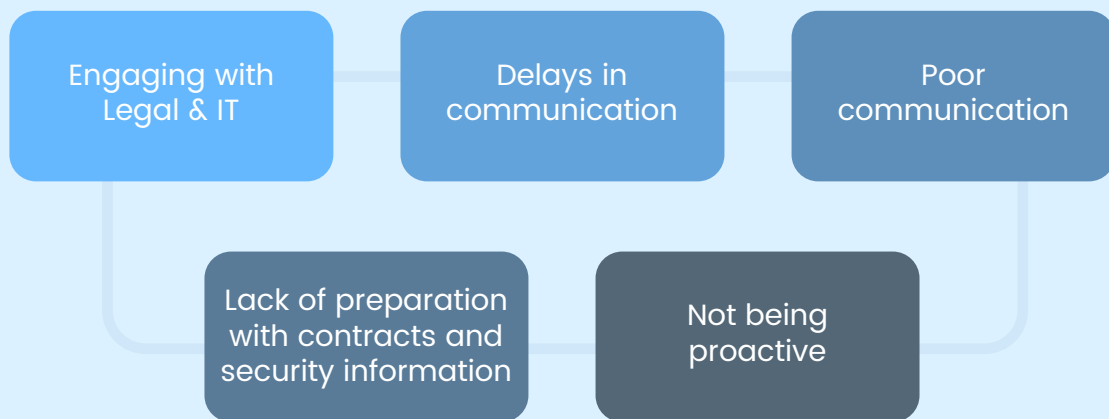 Engaging with
Legal & IT
Delays in
communication
Poor
communication
Lack of preparation
with contracts and
security information
Not being
proactive